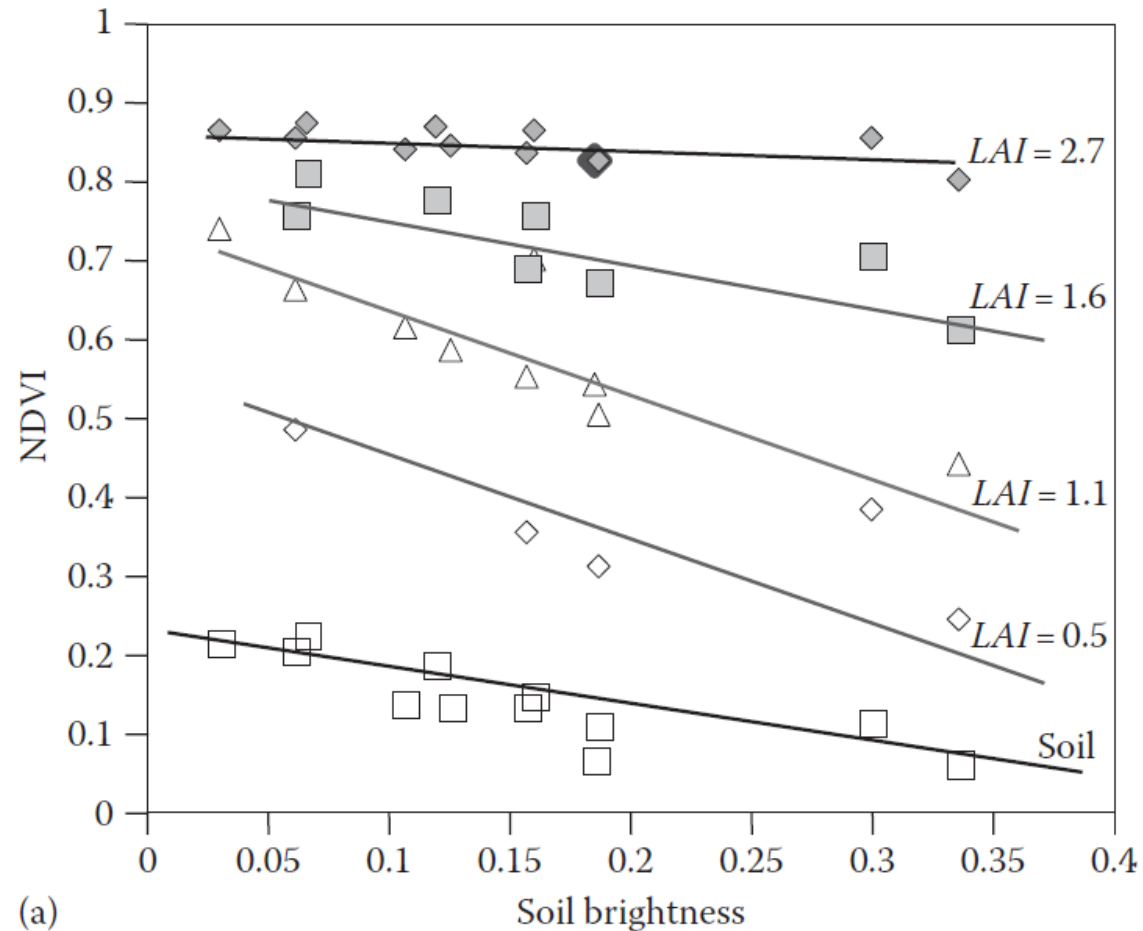 1
0.9
0.8
0.7
0.6
0.5
0.4
0.3
0.2
0.1
0
NDVI
LAI = 2.7
LAI = 1.6
LAI = 1.1
LAI = 0.5
Soil
0 0.05 0.1 0.15 0.2 0.25 0.3 0.35 0.4
(a) Soil brightness